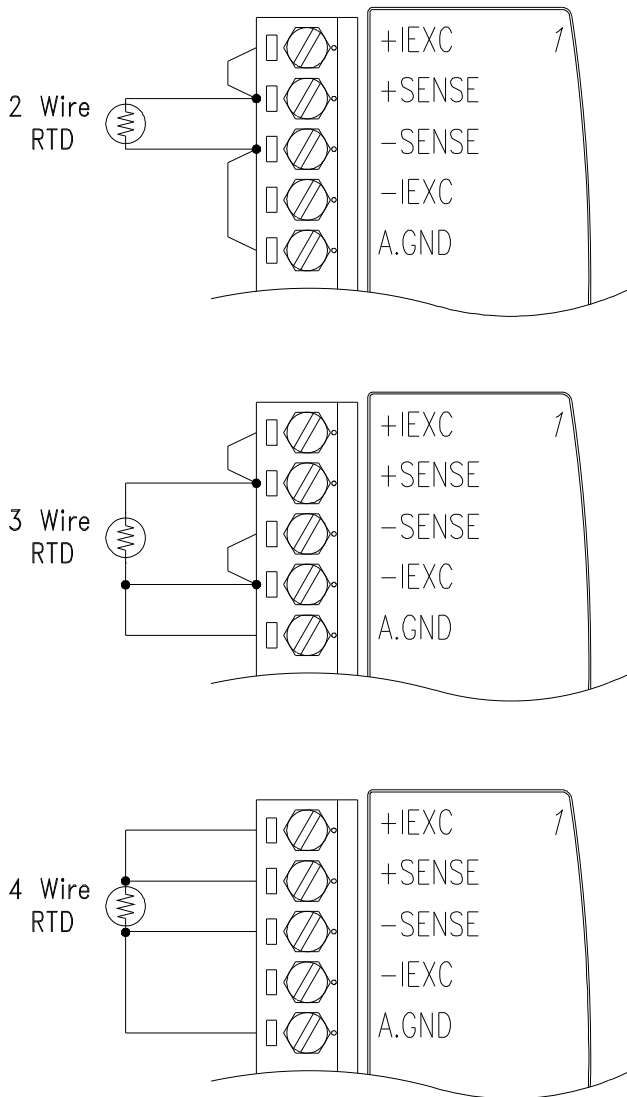 +IEXC 1
+SENSE
2 Wire
RTD
-SENSE
-IEXC
A.GND
+IEXC 1
+SENSE
3 Wire
RTD
-SENSE
-IEXC
A.GND
+IEXC 1
+SENSE
4 Wire
RTD
-SENSE
-IEXC
A.GND